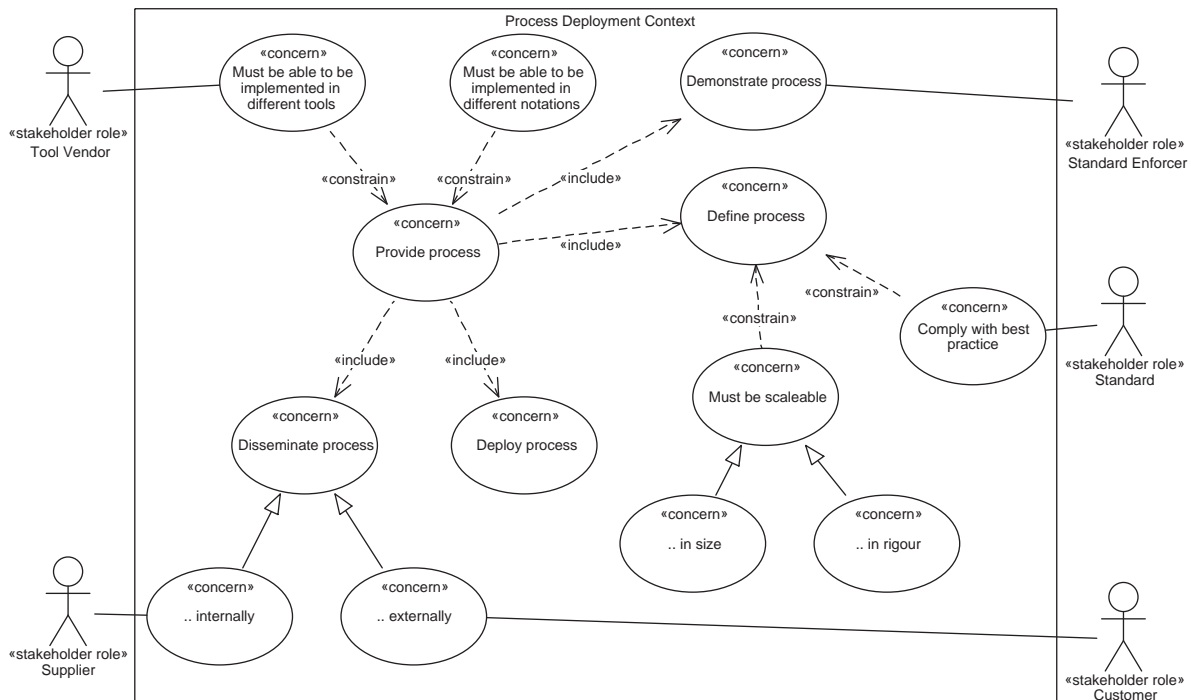 Process Deployment Context
«concern»
Must be able to be
implemented in
different tools
«concern»
Must be able to be
implemented in
different notations
«concern»
Demonstrate process
«stakeholder role»
Tool Vendor
«stakeholder role»
Standard Enforcer
«constrain»
«constrain»
«include»
«concern»
Define process
«concern»
Provide process
«include»
«constrain»
«concern»
Comply with best
practice
«constrain»
«stakeholder role»
Standard
«include»
«include»
«concern»
Must be scaleable
«concern»
Disseminate process
«concern»
Deploy process
«concern»
.. in size
«concern»
.. in rigour
«concern»
.. internally
«concern»
.. externally
«stakeholder role»
Supplier
«stakeholder role»
Customer